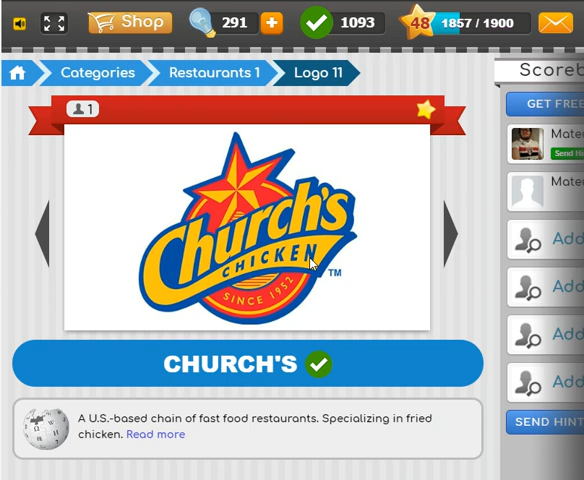 Shop
291
1093
48
1857 / 1900
Categories
Restaurants 1
Logo 11
Scoreb
1
GET FREE
Mate
Send Hi
Mate
Church's
CHICKEN
TM
SINCE 1952
Add
Add
Add
Add
CHURCH'S
A U.S.-based chain of fast food restaurants. Specializing in fried
chicken. Read more
SEND HINT